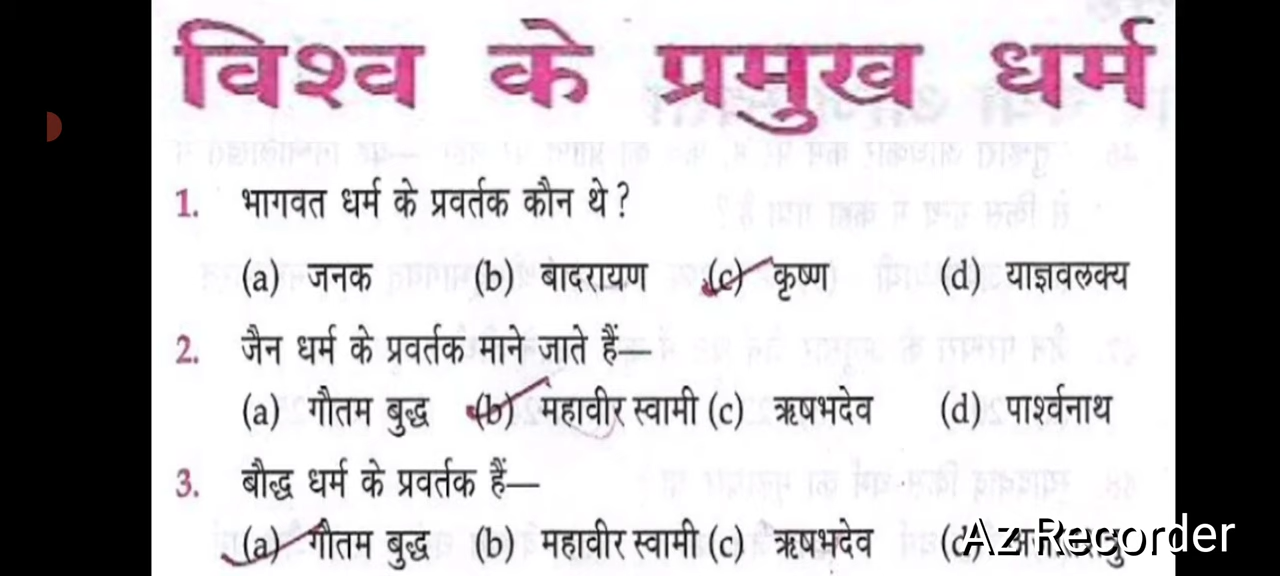 विश्व के प्रमुख धर्म
1. भागवत धर्म के प्रवर्तक कौन थे ?
(a) जनक (b) बादरायण (c) कृष्ण (d) याज्ञवलक्य
2. जैन धर्म के प्रवर्तक माने जाते हैं—
(a) गौतम बुद्ध (b) महावीर स्वामी (c) ऋषभदेव (d) पार्श्वनाथ
3. बौद्ध धर्म के प्रवर्तक हैं—
(a) गौतम बुद्ध (b) महावीर स्वामी (c) ऋषभदेव (d)
Az Recorder